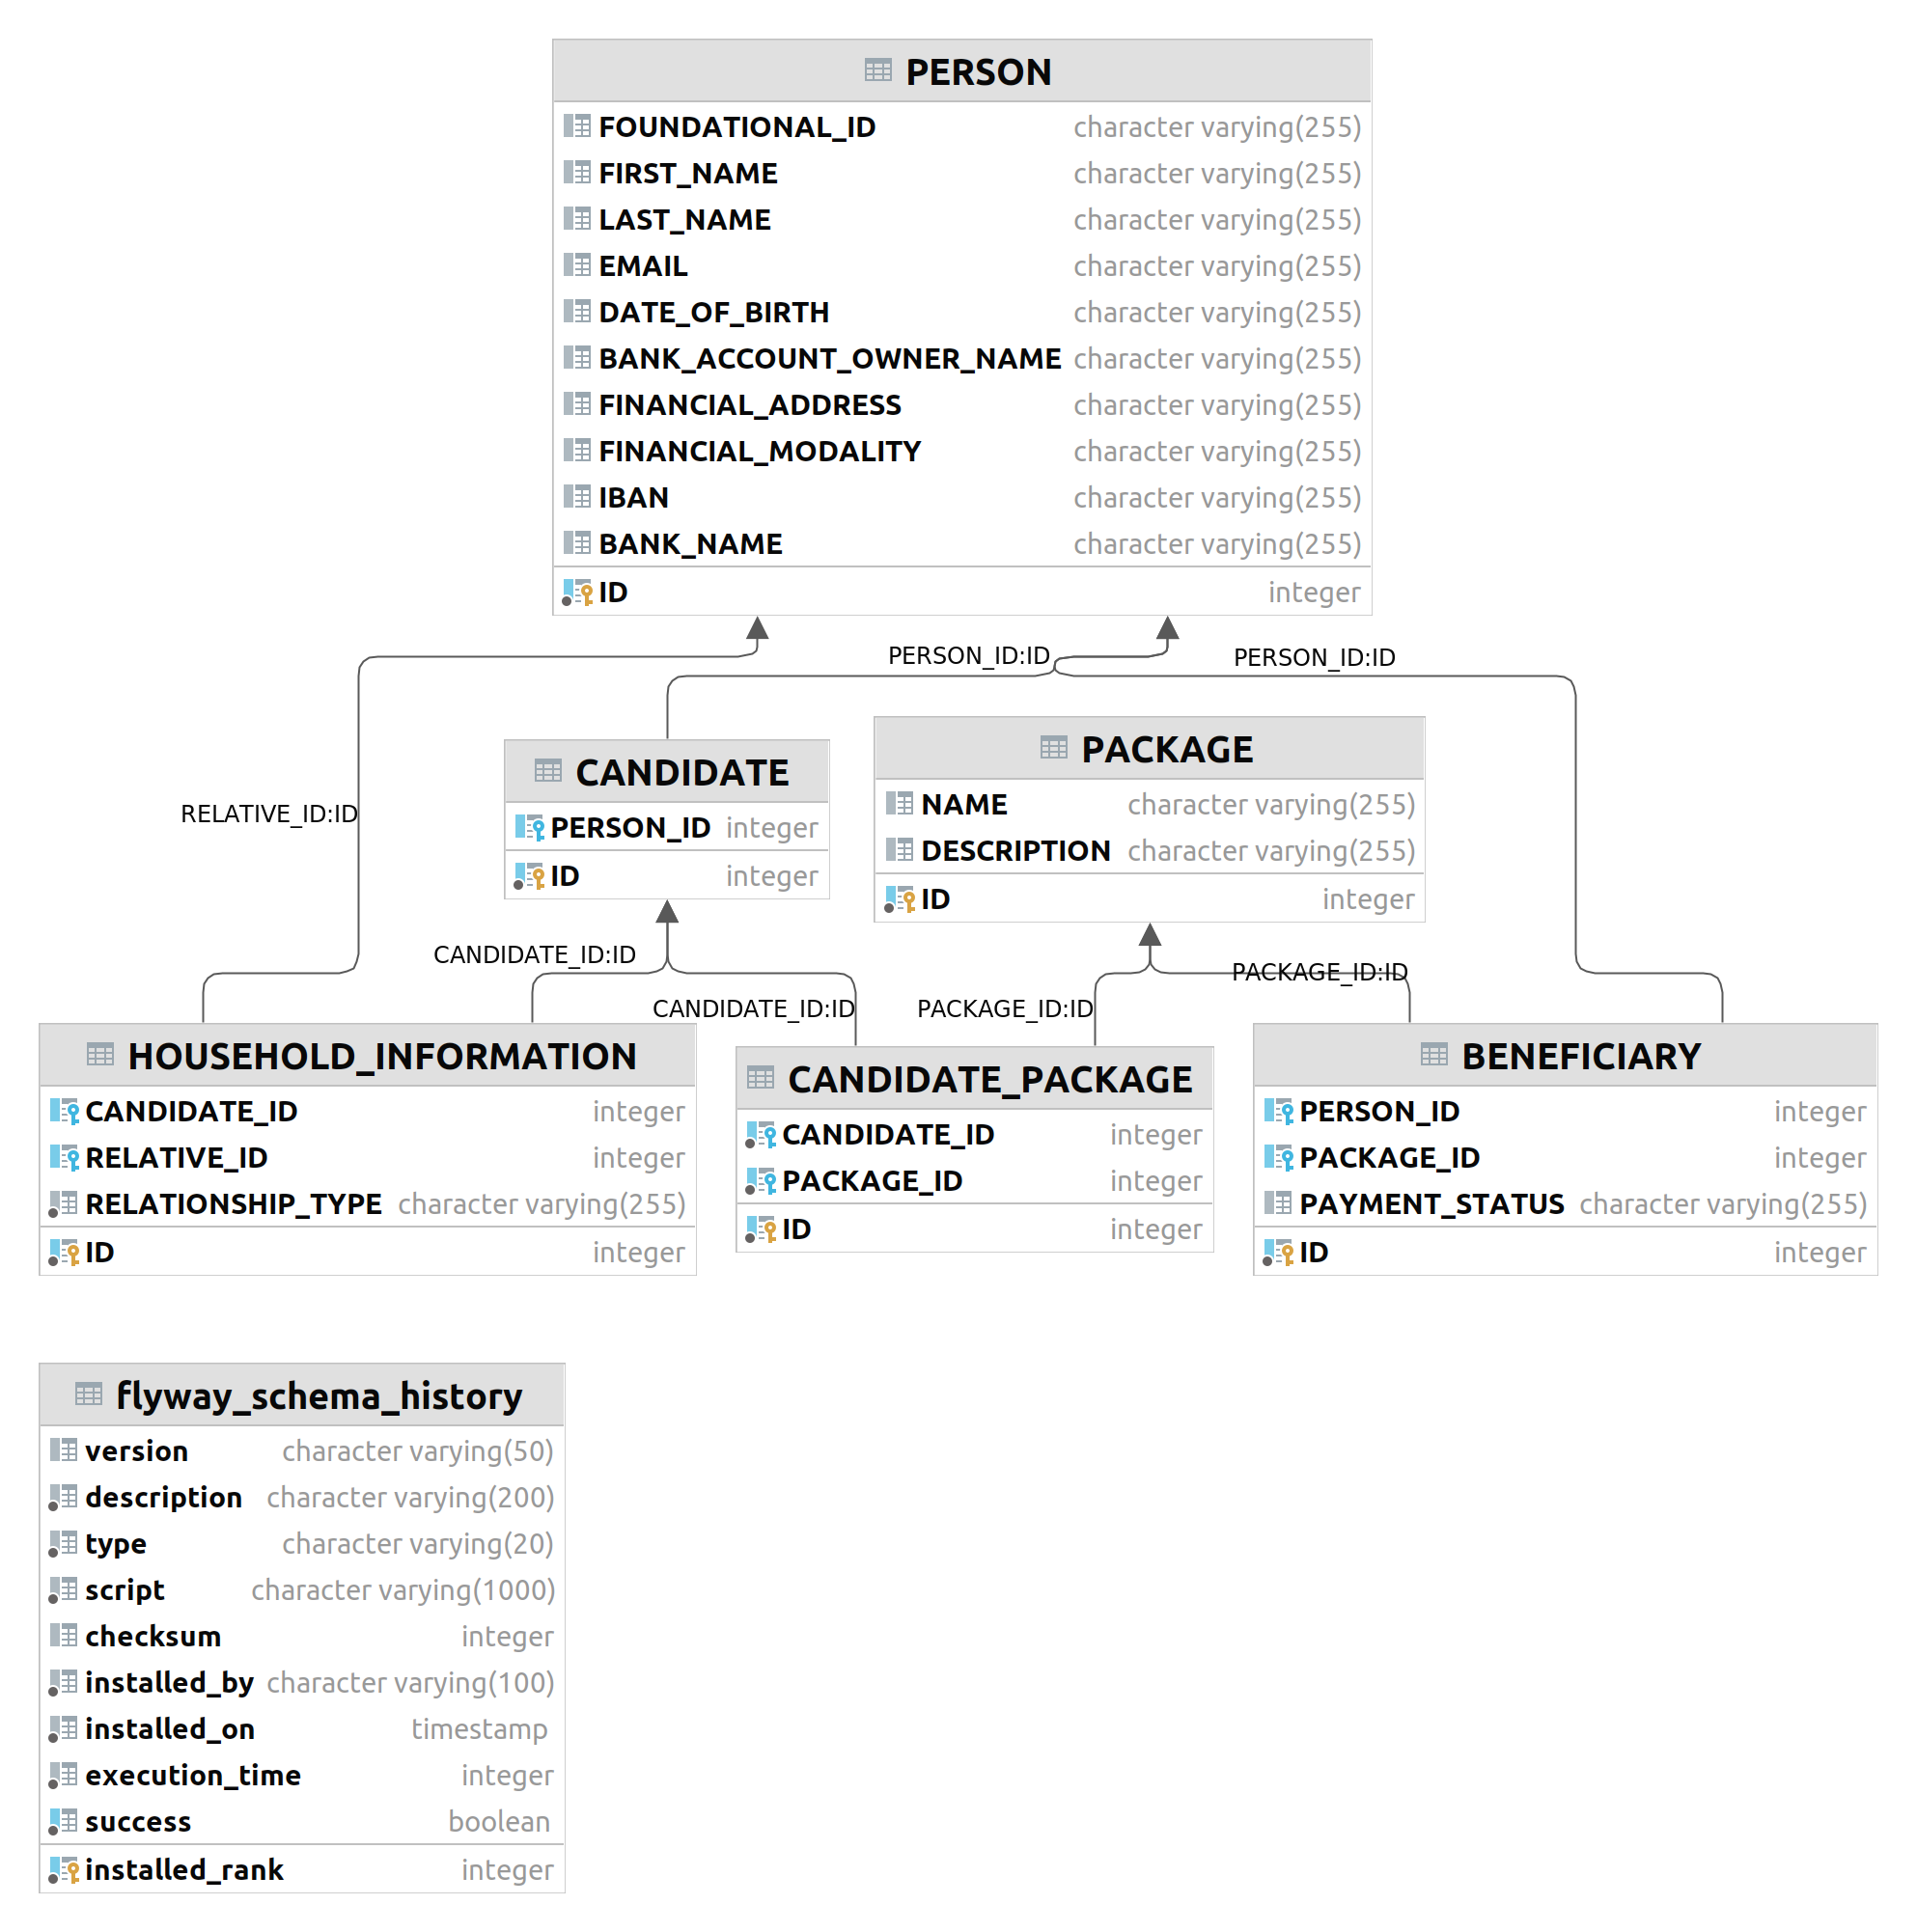 PERSON
FOUNDATIONAL_ID character varying(255)
FIRST_NAME character varying(255)
LAST_NAME character varying(255)
EMAIL character varying(255)
DATE_OF_BIRTH character varying(255)
BANK_ACCOUNT_OWNER_NAME character varying(255)
FINANCIAL_ADDRESS character varying(255)
FINANCIAL_MODALITY character varying(255)
IBAN character varying(255)
BANK_NAME character varying(255)
ID integer
PERSON_ID:ID
PERSON_ID:ID
RELATIVE_ID:ID
CANDIDATE
PERSON_ID integer
ID integer
PACKAGE
NAME character varying(255)
DESCRIPTION character varying(255)
ID integer
CANDIDATE_ID:ID
CANDIDATE_ID:ID
PACKAGE_ID:ID
PACKAGE_ID:ID
HOUSEHOLD_INFORMATION
CANDIDATE_ID integer
RELATIVE_ID integer
RELATIONSHIP_TYPE character varying(255)
ID integer
CANDIDATE_PACKAGE
CANDIDATE_ID integer
PACKAGE_ID integer
ID integer
BENEFICIARY
PERSON_ID integer
PACKAGE_ID integer
PAYMENT_STATUS character varying(255)
ID integer
flyway_schema_history
version character varying(50)
description character varying(200)
type character varying(20)
script character varying(1000)
checksum integer
installed_by character varying(100)
installed_on timestamp
execution_time integer
success boolean
installed_rank integer